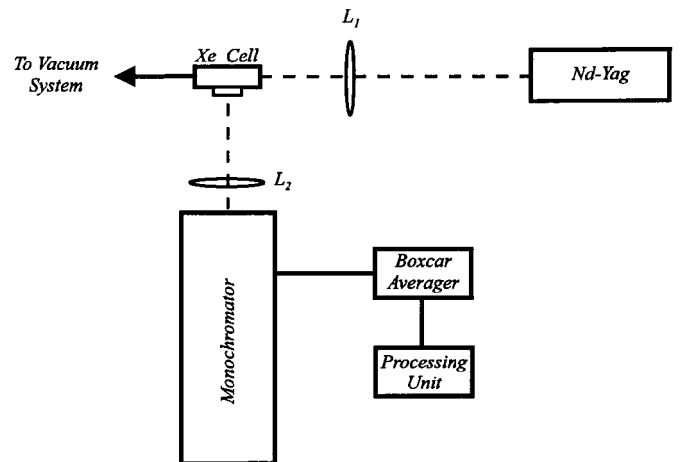 L₁
Xe Cell
To Vacuum
System
Nd-Yag
L₂
Boxcar
Averager
Monochromator
Processing
Unit